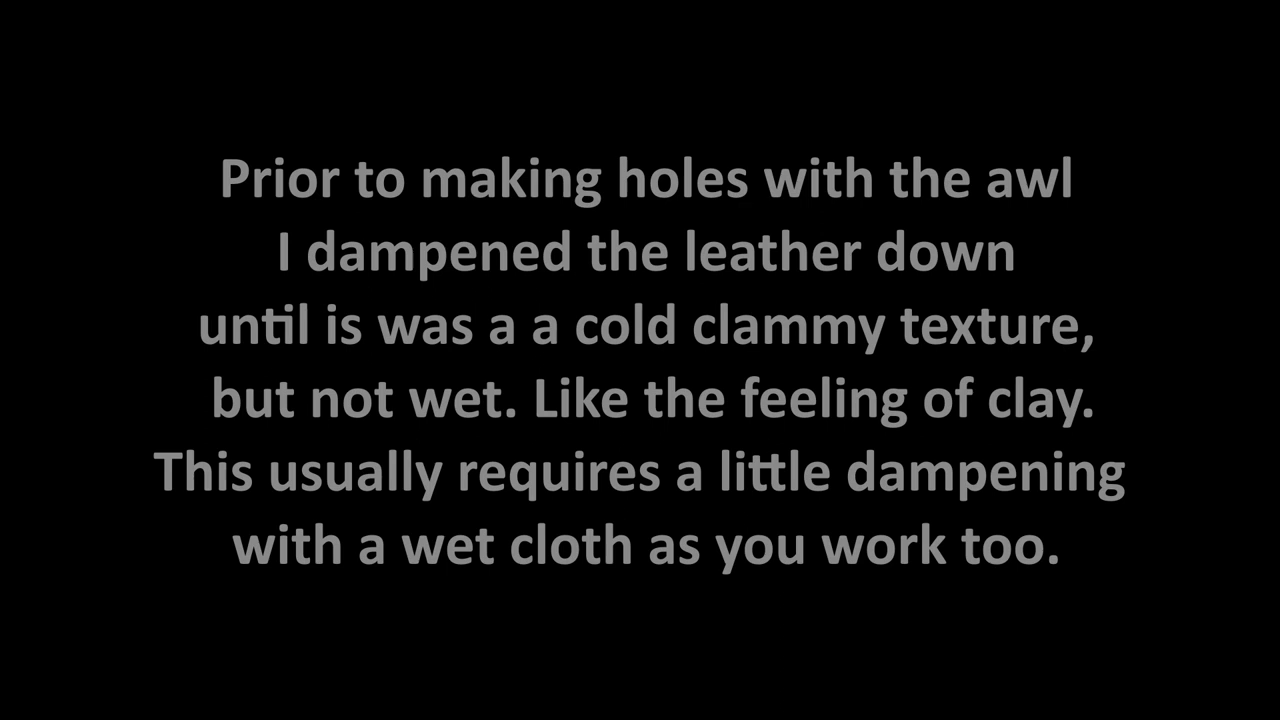 Prior to making holes with the awl
I dampened the leather down
until is was a a cold clammy texture,
but not wet. Like the feeling of clay.
This usually requires a little dampening
with a wet cloth as you work too.